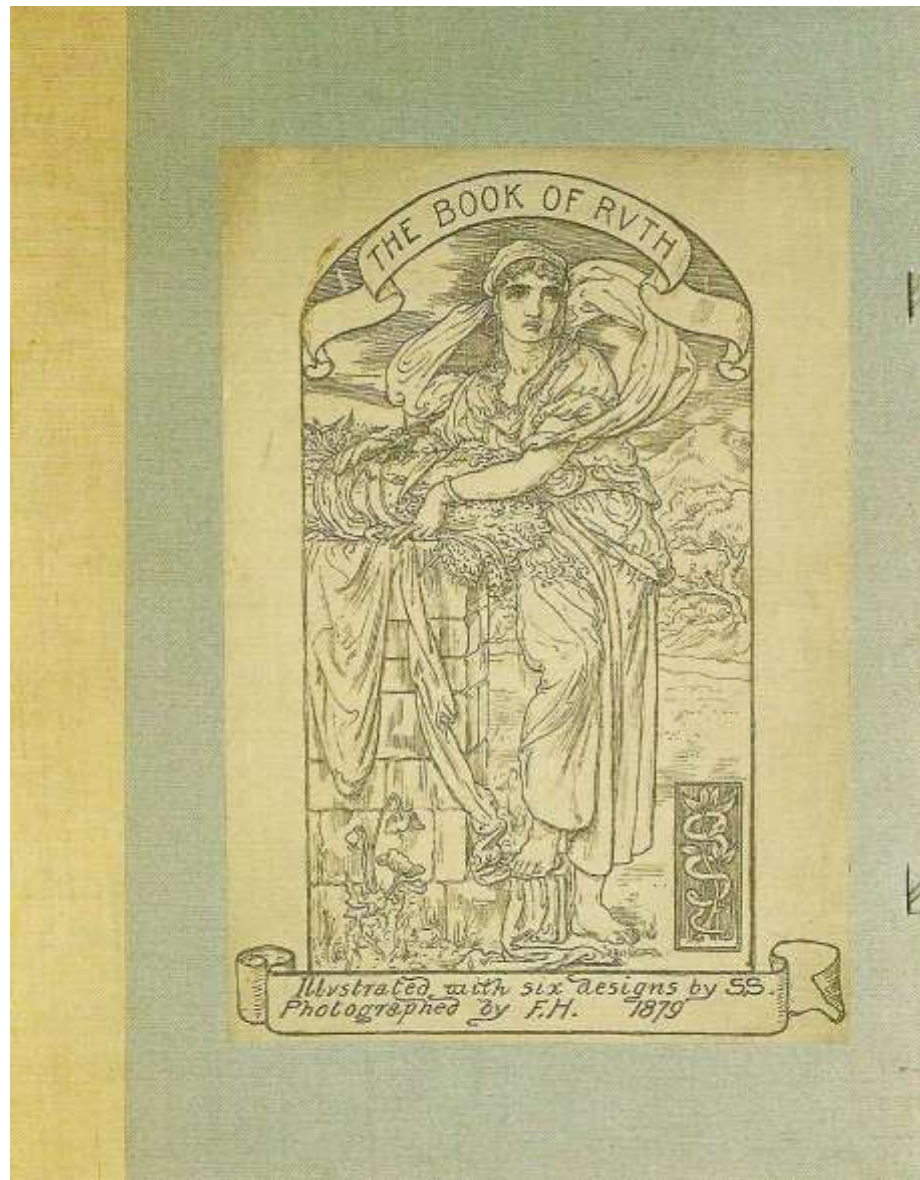 THE BOOK OF RVTH
Illvstrated with six designs by S.S.
Photographed by F.H. 1879